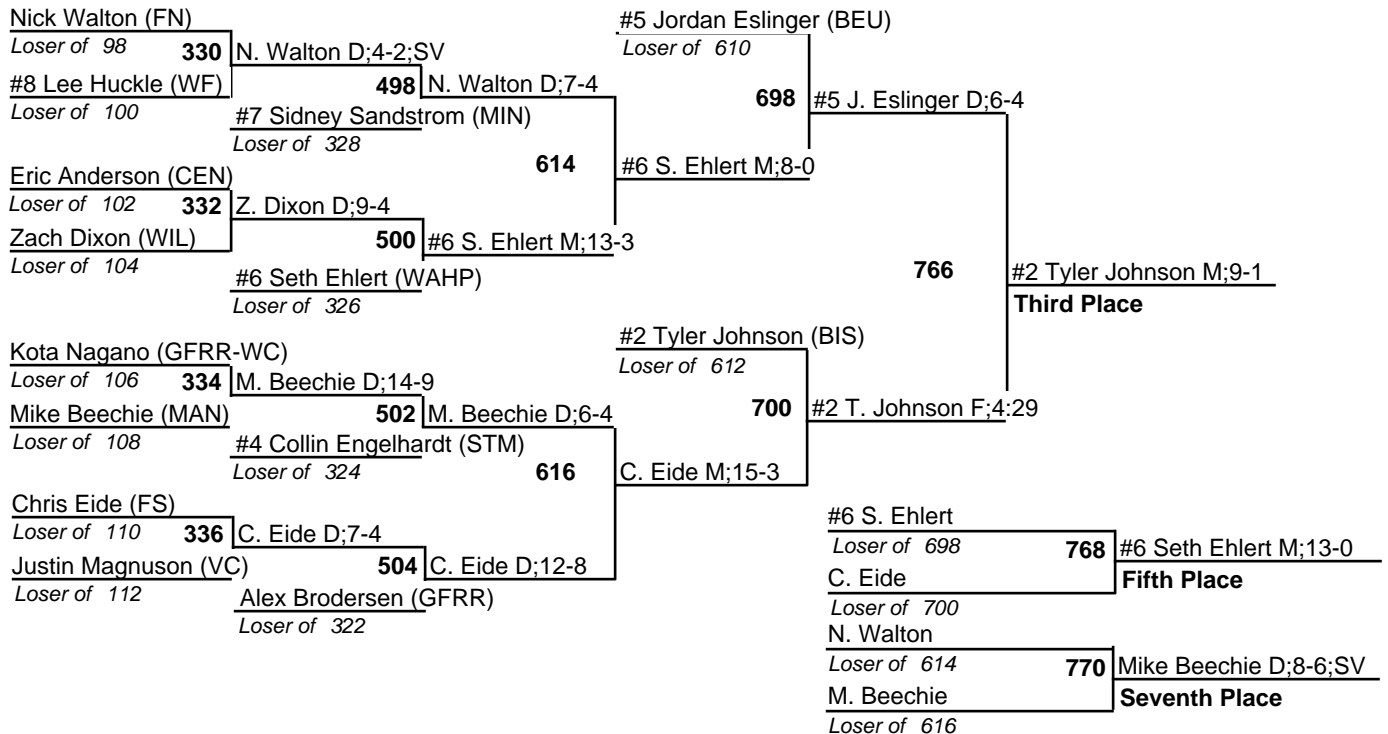 Nick Walton (FN)
Loser of 98
330
N. Walton D;4-2;SV
#8 Lee Huckle (WF)
Loser of 100
498
N. Walton D;7-4
#7 Sidney Sandstrom (MIN)
Loser of 328
614
#6 S. Ehlert M;8-0
Eric Anderson (CEN)
Loser of 102
332
Z. Dixon D;9-4
Zach Dixon (WIL)
Loser of 104
500
#6 S. Ehlert M;13-3
#6 Seth Ehlert (WAHP)
Loser of 326
#5 Jordan Eslinger (BEU)
Loser of 610
698
#5 J. Eslinger D;6-4
766
#2 Tyler Johnson M;9-1
Third Place
Kota Nagano (GFRR-WC)
Loser of 106
334
M. Beechie D;14-9
Mike Beechie (MAN)
Loser of 108
502
M. Beechie D;6-4
#4 Collin Engelhardt (STM)
Loser of 324
616
C. Eide M;15-3
Chris Eide (FS)
Loser of 110
336
C. Eide D;7-4
Justin Magnuson (VC)
Loser of 112
504
C. Eide D;12-8
Alex Brodersen (GFRR)
Loser of 322
#2 Tyler Johnson (BIS)
Loser of 612
700
#2 T. Johnson F;4:29
#6 S. Ehlert
Loser of 698
768
#6 Seth Ehlert M;13-0
C. Eide
Fifth Place
Loser of 700
N. Walton
Loser of 614
770
Mike Beechie D;8-6;SV
M. Beechie
Seventh Place
Loser of 616